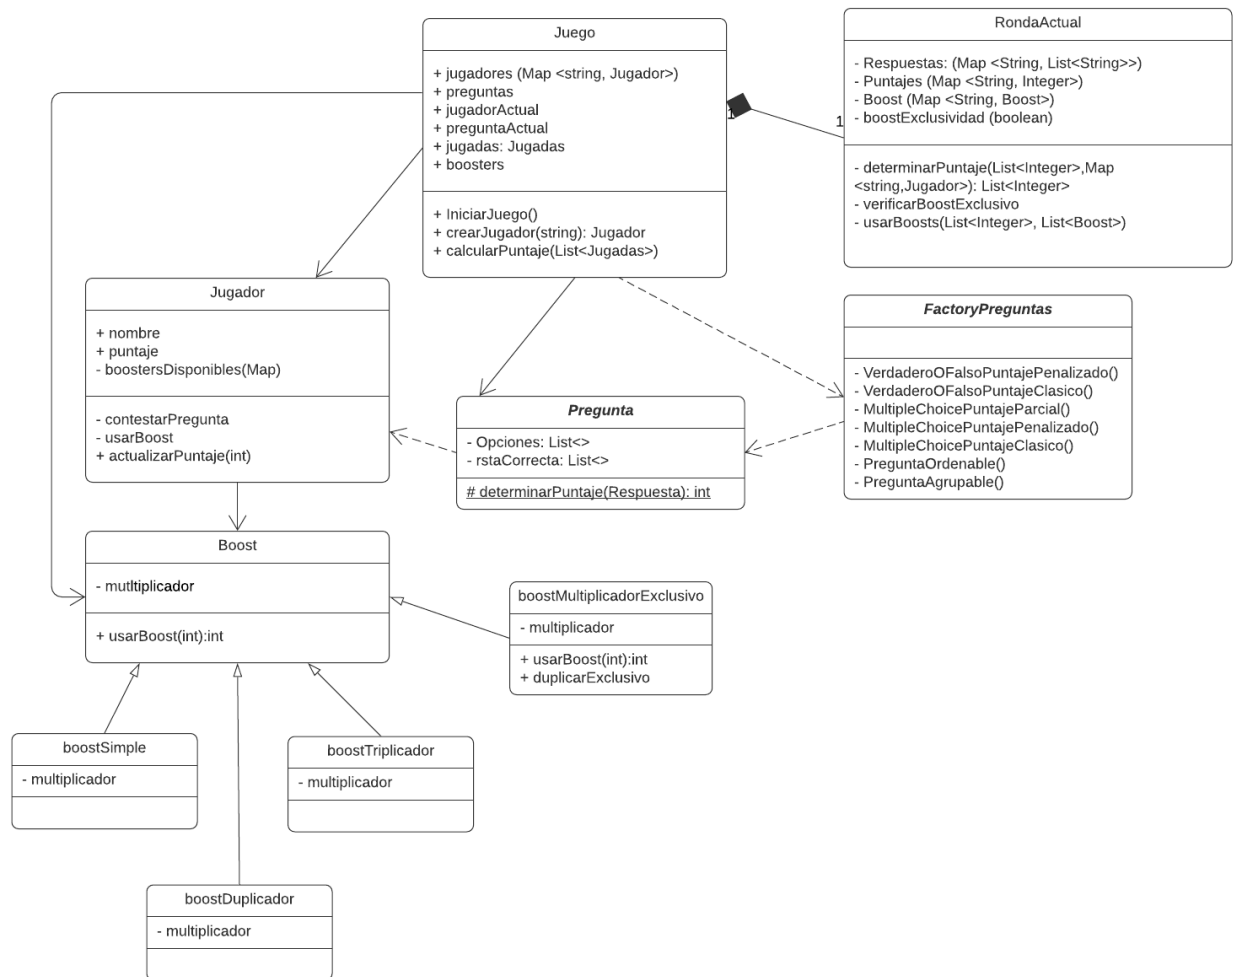 Juego
+ jugadores (Map <string, Jugador>)
+ preguntas
+ jugadorActual
+ preguntaActual
+ jugadas: Jugadas
+ boosters
+ IniciarJuego()
+ crearJugador(string): Jugador
+ calcularPuntaje(List<Jugadas>)
1
1
RondaActual
- Respuestas: (Map <String, List<String>>)
- Puntajes (Map <String, Integer>)
- Boost (Map <String, Boost>)
- boostExclusividad (boolean)
- determinarPuntaje(List<Integer>,Map
<string,Jugador>): List<Integer>
- verificarBoostExclusivo
- usarBoosts(List<Integer>, List<Boost>)
Jugador
+ nombre
+ puntaje
- boostersDisponibles(Map)
- contestarPregunta
- usarBoost
+ actualizarPuntaje(int)
Pregunta
- Opciones: List<>
- rstaCorrecta: List<>
# determinarPuntaje(Respuesta): int
FactoryPreguntas
- VerdaderoOFalsoPuntajePenalizado()
- VerdaderoOFalsoPuntajeClasico()
- MultipleChoicePuntajeParcial()
- MultipleChoicePuntajePenalizado()
- MultipleChoicePuntajeClasico()
- PreguntaOrdenable()
- PreguntaAgrupable()
Boost
- mutltiplicador
+ usarBoost(int):int
boostMultiplicadorExclusivo
- multiplicador
+ usarBoost(int):int
+ duplicarExclusivo
boostSimple
- multiplicador
boostTriplicador
- multiplicador
boostDuplicador
- multiplicador